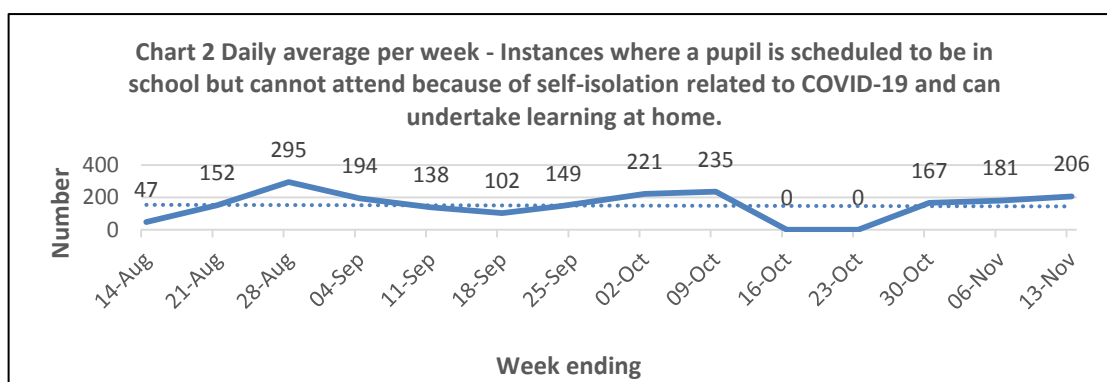 Chart 2 Daily average per week - Instances where a pupil is scheduled to be in
school but cannot attend because of self-isolation related to COVID-19 and can
undertake learning at home.
47
152
295
194
138
102
149
221
235
0
0
167
181
206
400
200
0
Number
14-Aug
21-Aug
28-Aug
04-Sep
11-Sep
18-Sep
25-Sep
02-Oct
09-Oct
16-Oct
23-Oct
30-Oct
06-Nov
13-Nov
Week ending